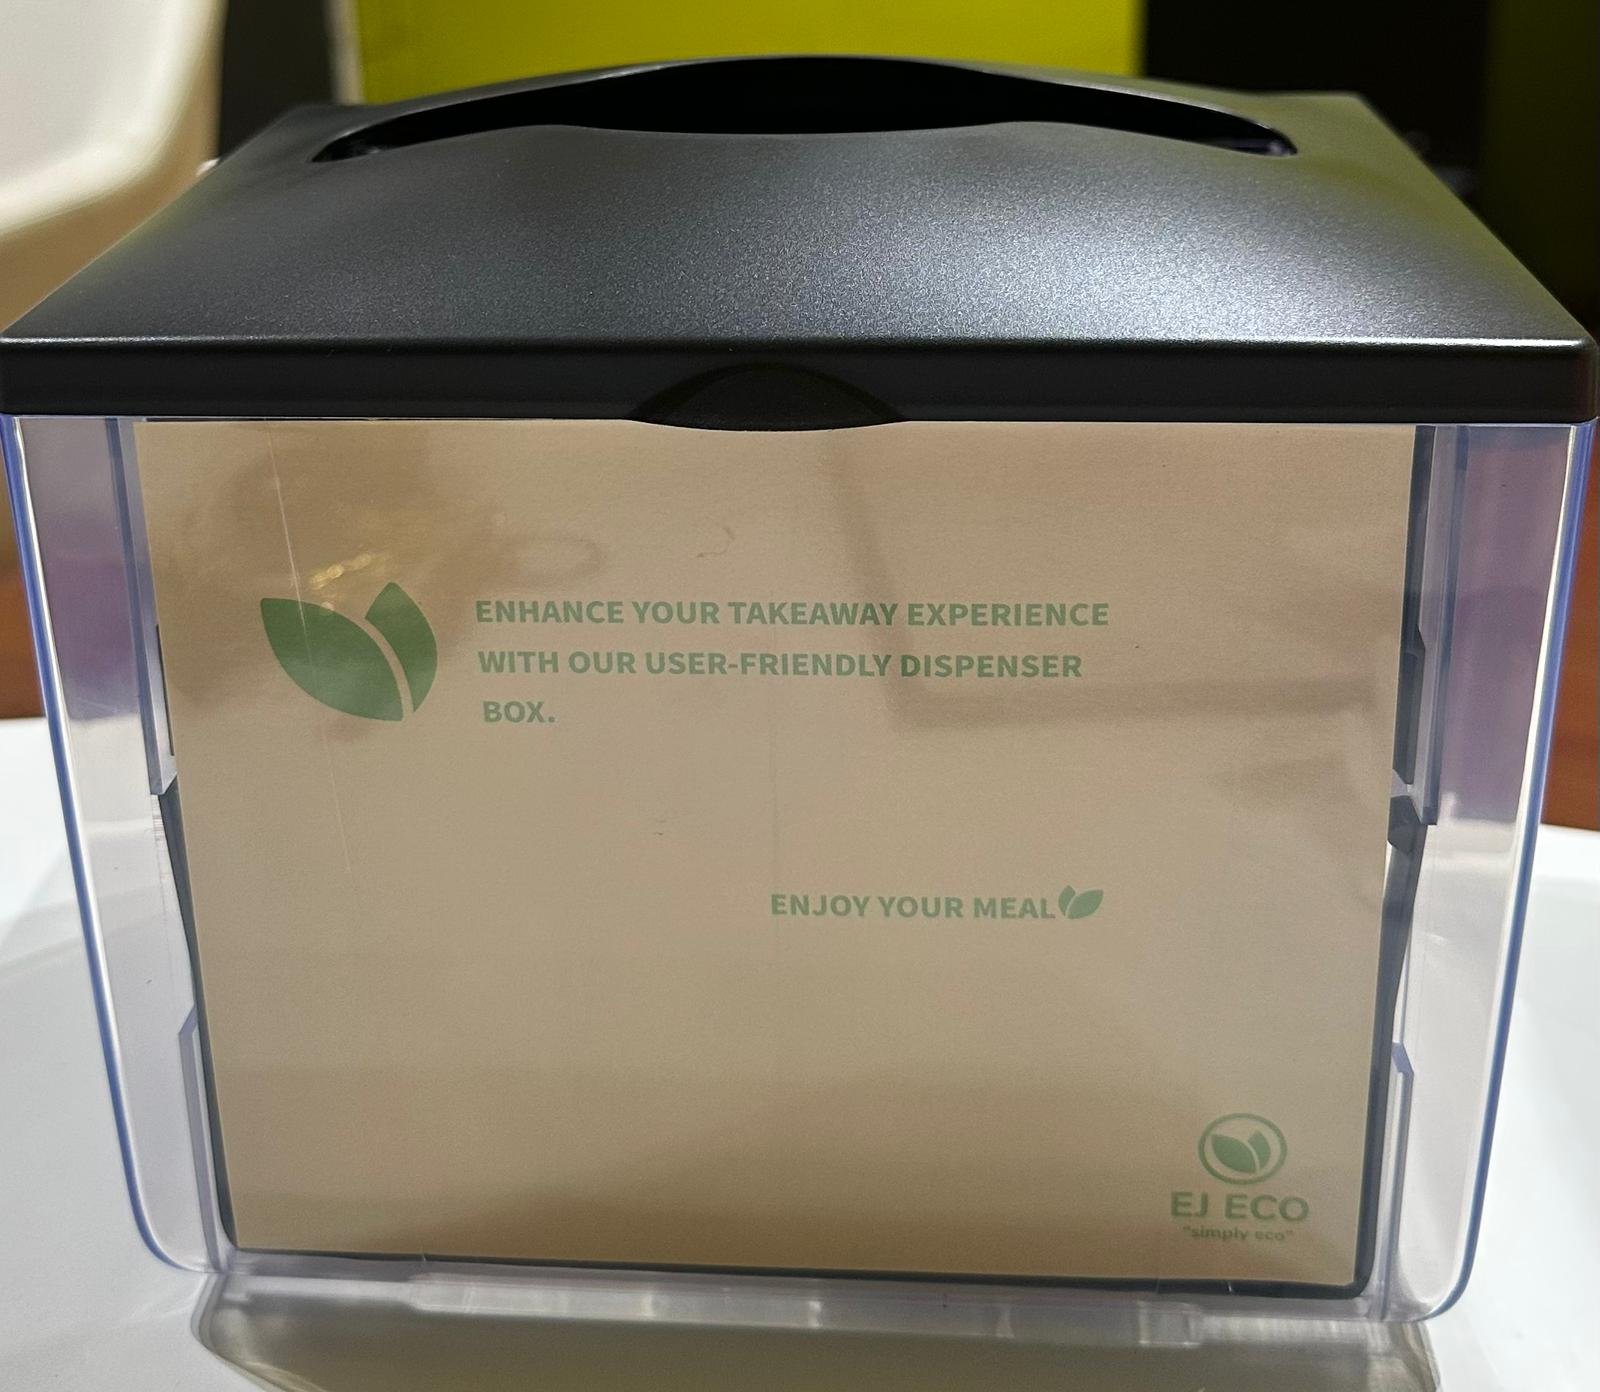 ENHANCE YOUR TAKEAWAY EXPERIENCE
WITH OUR USER-FRIENDLY DISPENSER
BOX.
ENJOY YOUR MEAL
EJ ECO
"simply eco"